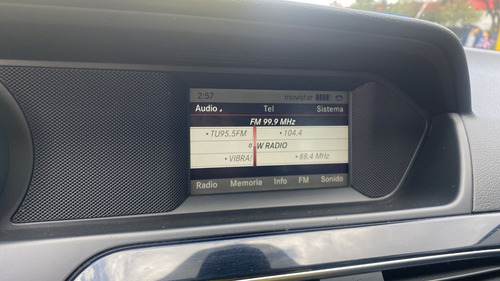 2:57 movistar
Audio Tel Sistema
FM 99.9 MHz
• TU95.5FM • 104.4
W RADIO
• VIBRA! • 88.4 MHz
Radio Memoria Info FM Sonido